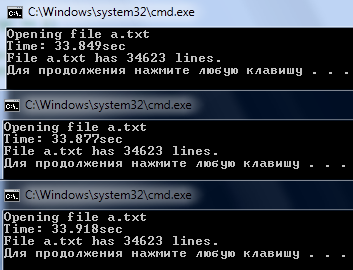 C:\Windows\system32\cmd.exe
Opening file a.txt
Time: 33.849sec
File a.txt has 34623 lines.
Для продолжения нажмите любую клавишу . . .
C:\Windows\system32\cmd.exe
Opening file a.txt
Time: 33.877sec
File a.txt has 34623 lines.
Для продолжения нажмите любую клавишу . . .
C:\Windows\system32\cmd.exe
Opening file a.txt
Time: 33.918sec
File a.txt has 34623 lines.
Для продолжения нажмите любую клавишу . . .